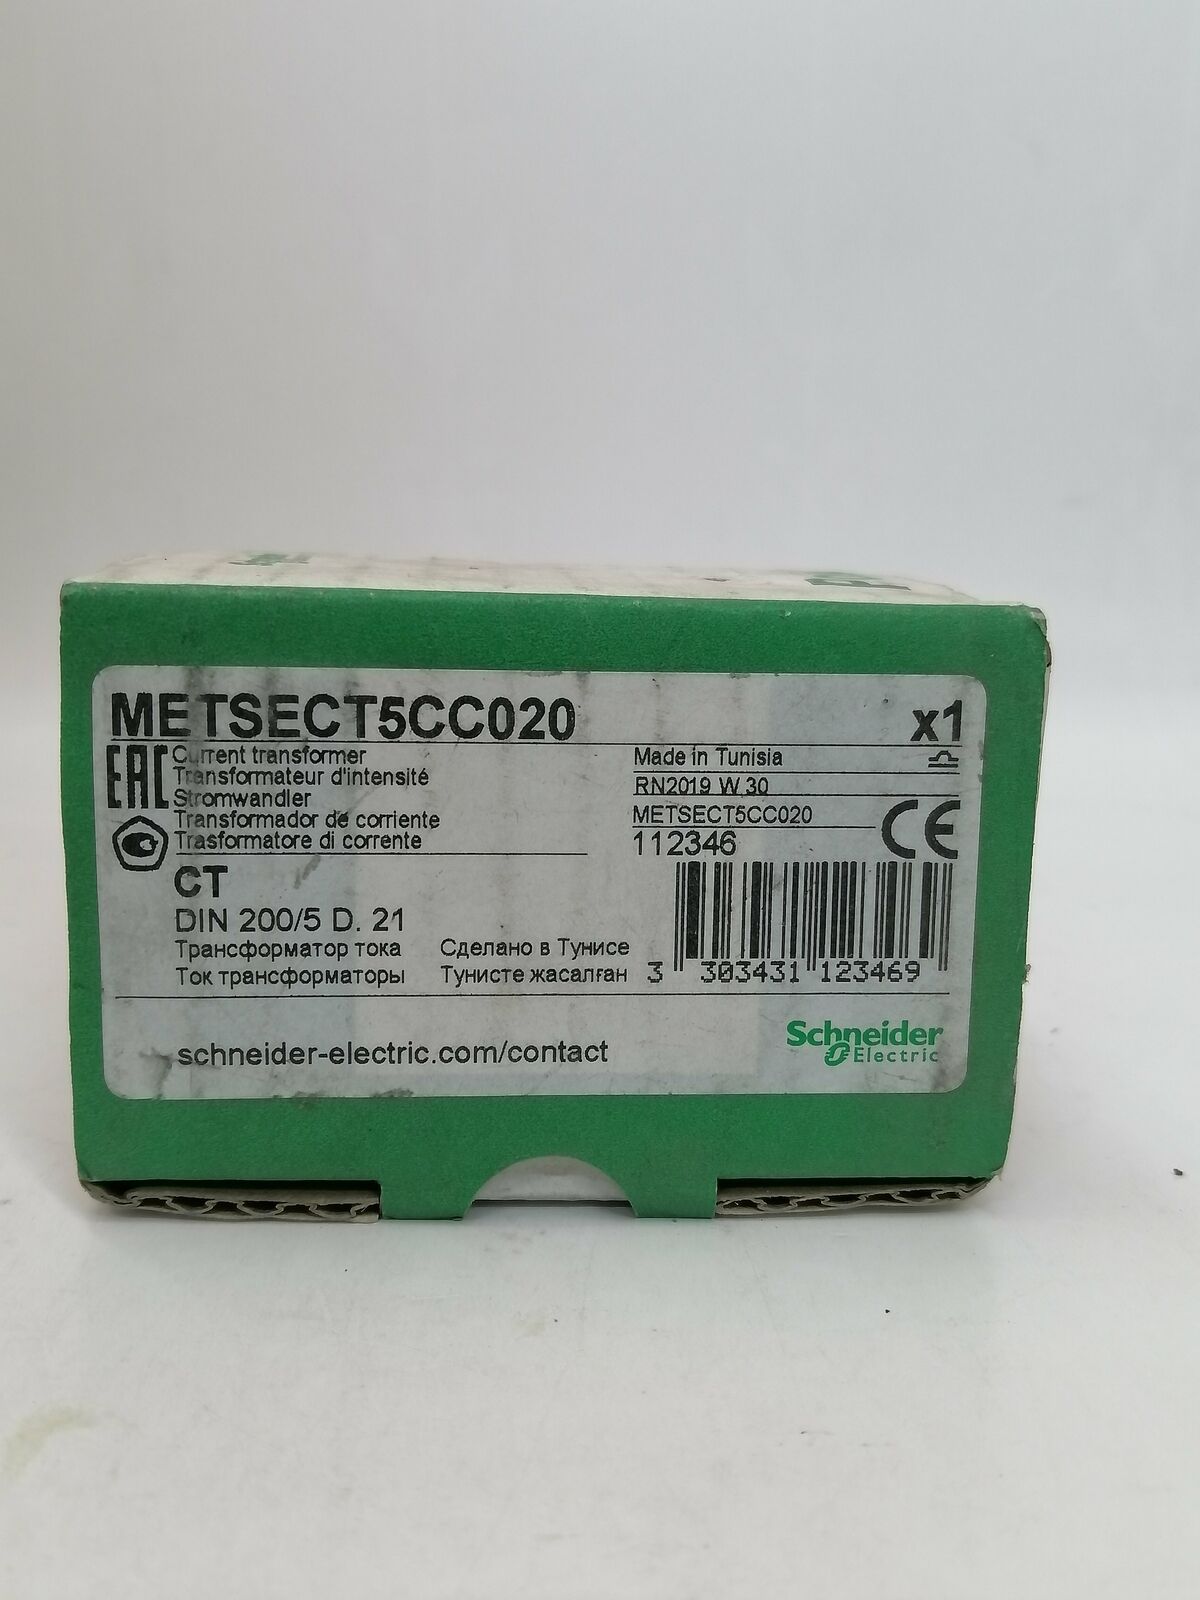 METSECT5CC020 x1
EAC
Current transformer
Transformateur d'intensité
Stromwandler
Transformador de corriente
Trasformatore di corrente
Made in Tunisia
RN2019 W 30
METSECT5CC020
112346
CE
CT
DIN 200/5 D. 21
Трансформатор тока Сделано в Тунисе
Ток трансформаторы Тунисте жасалған
3 303431 123469
schneider-electric.com/contact
Schneider
Electric